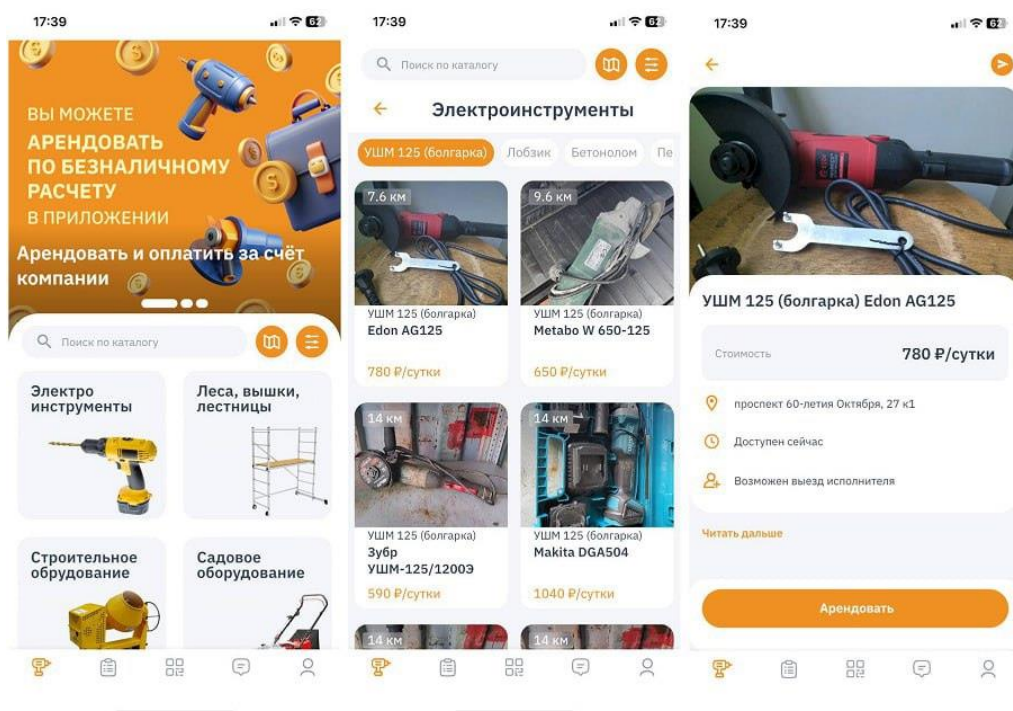 17:39
62
ВЫ МОЖЕТЕ
АРЕНДОВАТЬ
ПО БЕЗНАЛИЧНОМУ
РАСЧЕТУ
В ПРИЛОЖЕНИИ
Арендовать и оплатить за счёт
компании
Поиск по каталогу
Электро
инструменты
Леса, вышки,
лестницы
Строительное
обрудование
Садовое
оборудование
17:39
62
Поиск по каталогу
Электроинструменты
УШМ 125 (болгарка)
Лобзик
Бетонолом
Пе
7.6 км
9.6 км
УШМ 125 (болгарка)
Edon AG125
780 ₽/сутки
УШМ 125 (болгарка)
Metabo W 650-125
650 ₽/сутки
14 км
14 км
УШМ 125 (болгарка)
Зубр
УШМ-125/1200Э
590 ₽/сутки
УШМ 125 (болгарка)
Makita DGA504
1040 ₽/сутки
14 км
14 км
17:39
62
УШМ 125 (болгарка) Edon AG125
Стоимость
780 ₽/сутки
проспект 60-летия Октября, 27 к1
Доступен сейчас
Возможен выезд исполнителя
Читать дальше
Арендовать